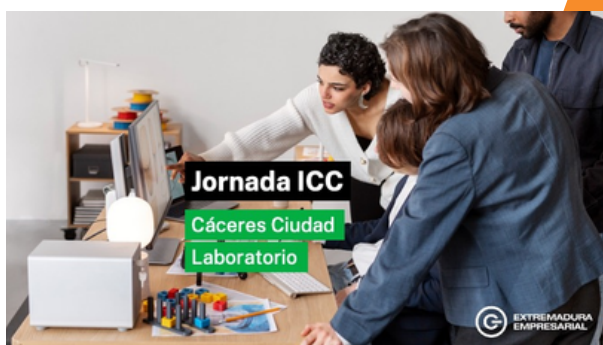 Jornada ICC
Cáceres Ciudad
Laboratorio
EXTREMADURA
EMPRESARIAL